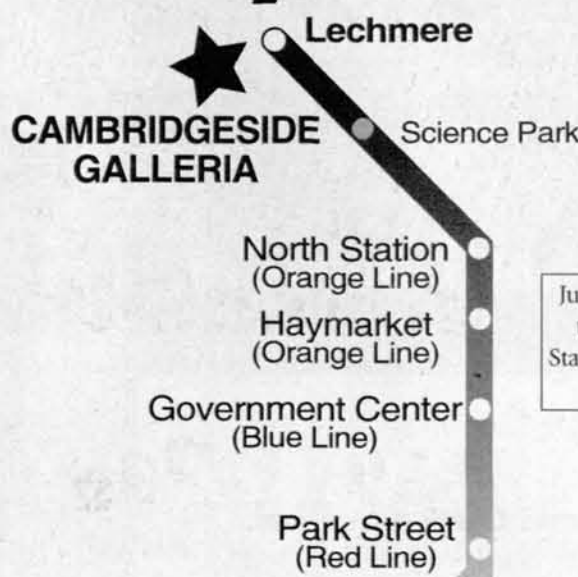 Lechmere
CAMBRIDGESIDE
GALLERIA
Science Park
North Station
(Orange Line)
Haymarket
(Orange Line)
Government Center
(Blue Line)
Park Street
(Red Line)